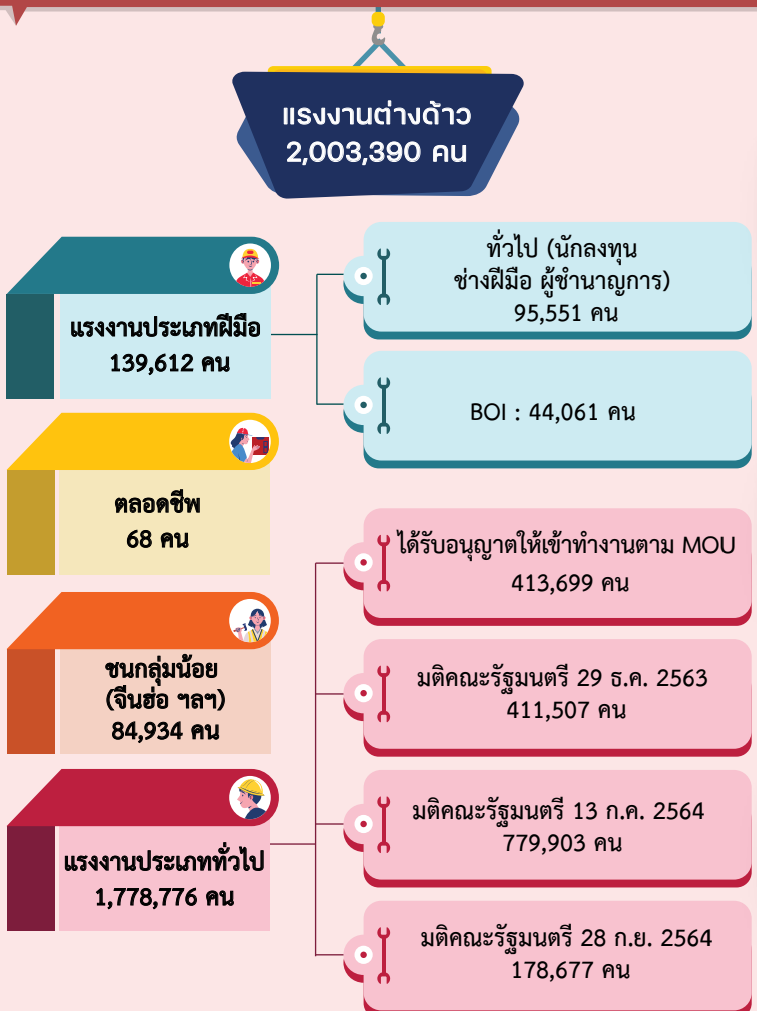 แรงงานต่างด้าว
2,003,390 คน
แรงงานประเภทฝีมือ
139,612 คน
ทั่วไป (นักลงทุน
ช่างฝีมือ ผู้ชำนาญการ)
95,551 คน
BOI : 44,061 คน
ตลอดชีพ
68 คน
ชนกลุ่มน้อย
(จีนฮ่อ ฯลฯ)
84,934 คน
แรงงานประเภททั่วไป
1,778,776 คน
ได้รับอนุญาตให้เข้าทำงานตาม MOU
413,699 คน
มติคณะรัฐมนตรี 29 ธ.ค. 2563
411,507 คน
มติคณะรัฐมนตรี 13 ก.ค. 2564
779,903 คน
มติคณะรัฐมนตรี 28 ก.ย. 2564
178,677 คน